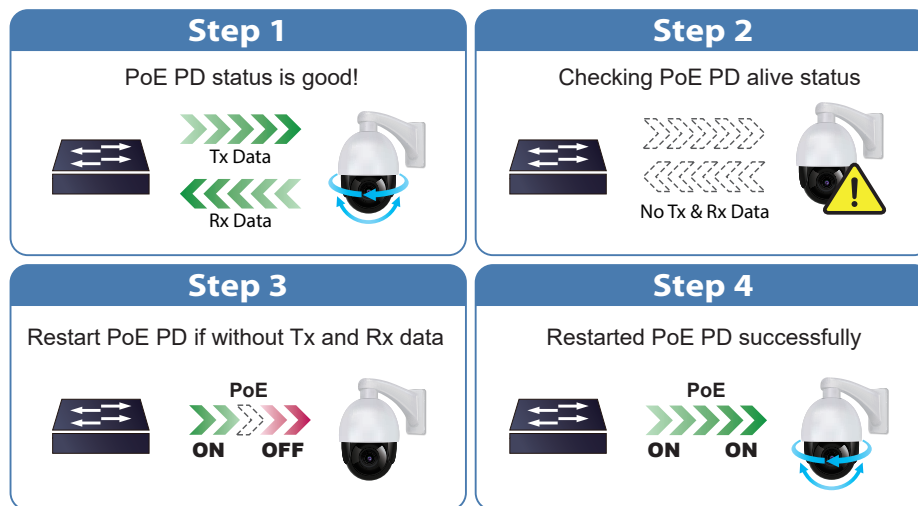 Step 1
PoE PD status is good!
Tx Data
Rx Data
Step 2
Checking PoE PD alive status
No Tx & Rx Data
Step 3
Restart PoE PD if without Tx and Rx data
PoE
ON OFF
Step 4
Restarted PoE PD successfully
PoE
ON ON